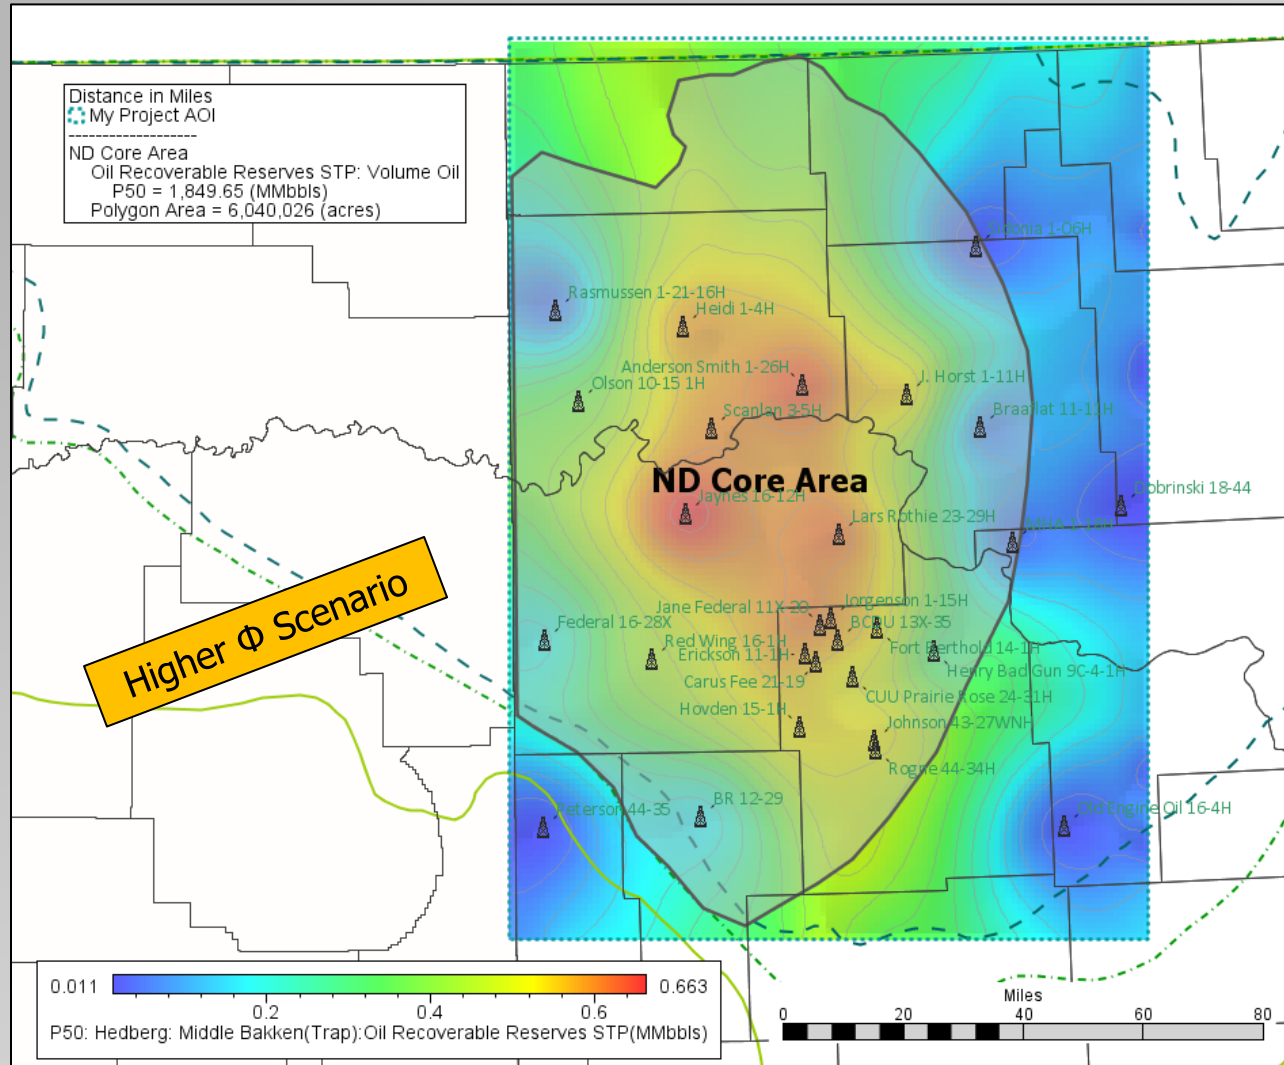 Distance in Miles
My Project AOI
--------------------
ND Core Area
Oil Recoverable Reserves STP: Volume Oil
P50 = 1,849.65 (MMbbls)
Polygon Area = 6,040,026 (acres)
1-06H
Rasmussen 1-21-16H
Heidi 1-4H
Anderson Smith 1-26H
J. Horst 1-11H
Olson 10-15 1H
Scanlan 3-5H
Braaflat 11-11H
ND Core Area
Jaynes 16-12H
Dobrinski 18-44
Lars Rothie 23-29H
Jane Federal 11X-20
Jorgenson 1-15H
Federal 16-28X
BCPU 13X-35
Red Wing 16-1H
Fort Berthold 14-1H
Erickson 11-1H
Henry Bad Gun 9C-4-1H
Carus Fee 21-19
CUU Prairie Rose 24-31H
Hovden 15-1H
Johnson 43-27WNH
Rogne 44-34H
Higher Φ Scenario
Peterson 44-35
BR 12-29
Old Engine Oil 16-4H
0.011
0.663
0.2
0.4
0.6
P50: Hedberg: Middle Bakken(Trap):Oil Recoverable Reserves STP(MMbbls)
Miles
0
20
40
60
80